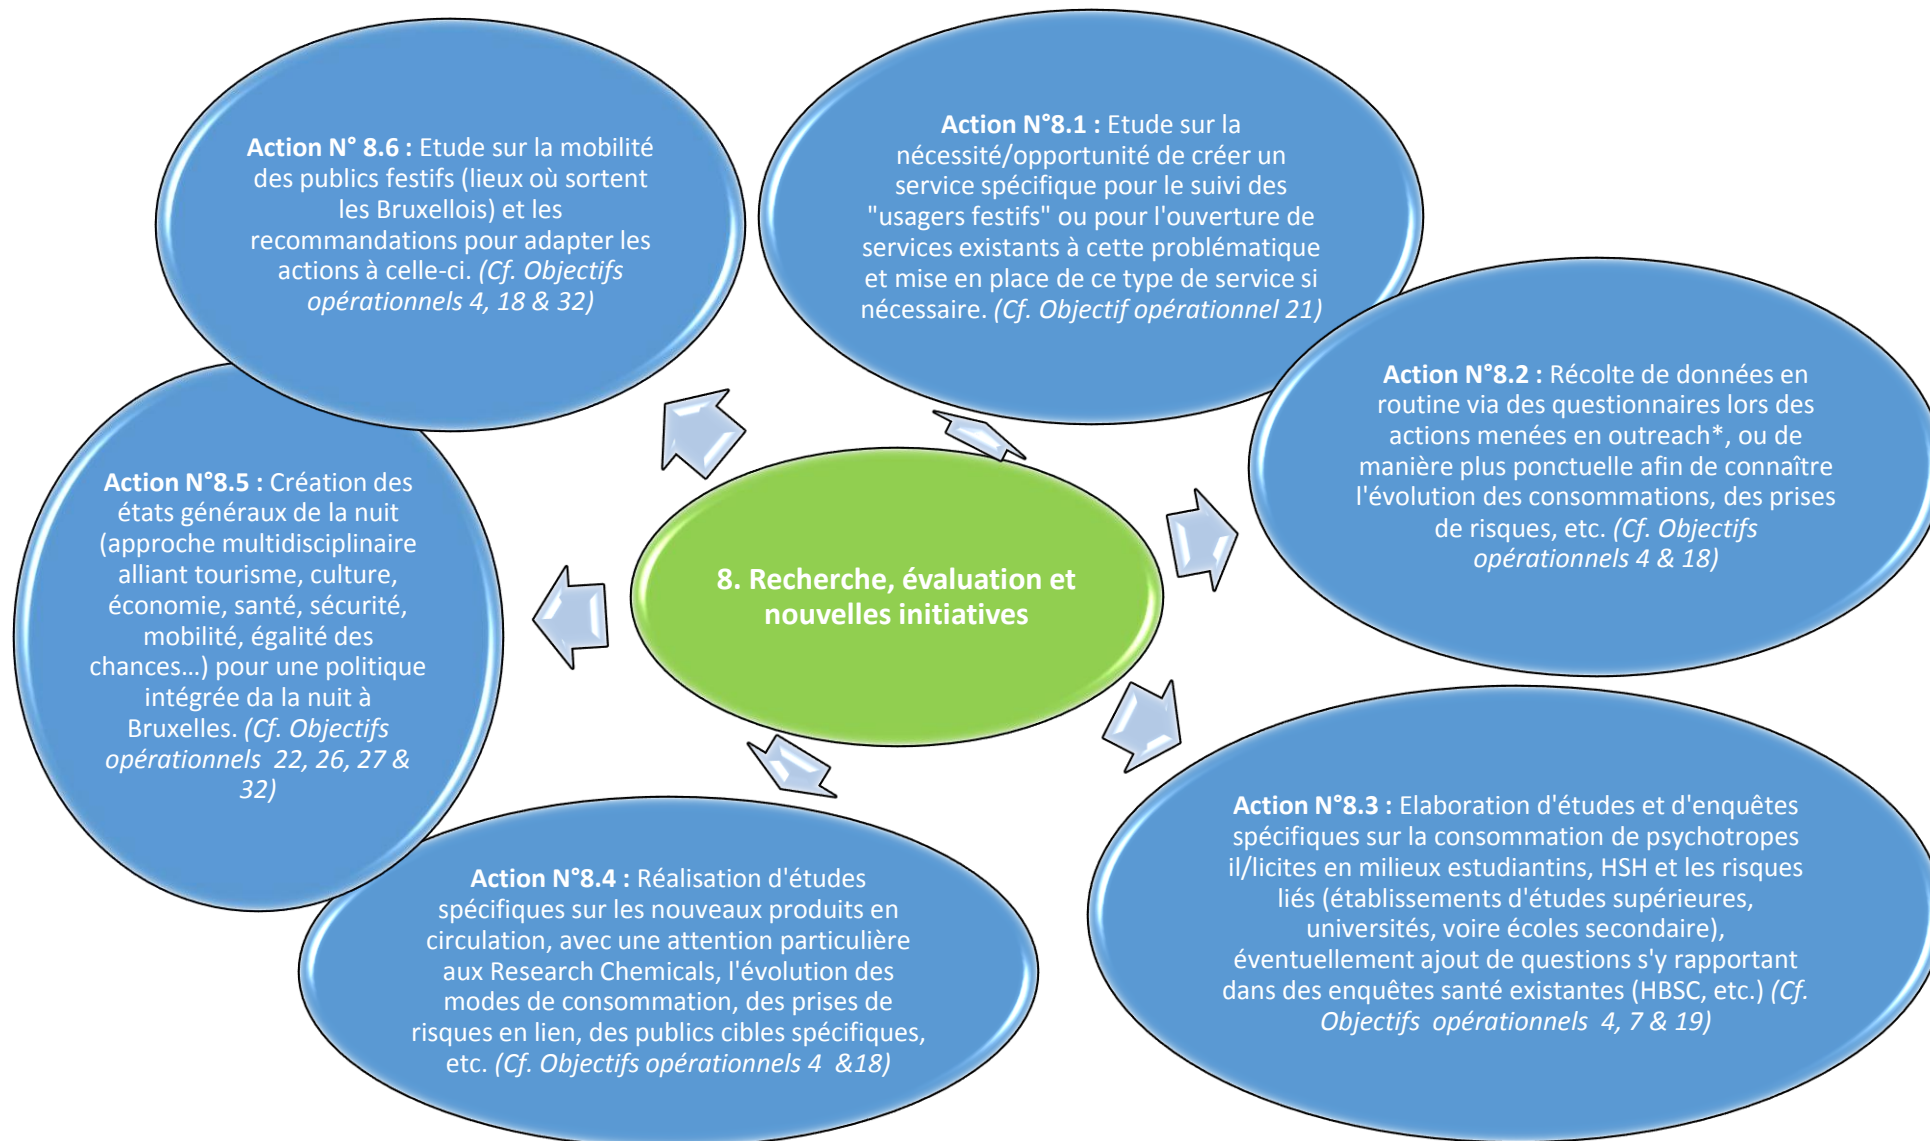 Action N° 8.6 : Etude sur la mobilité
des publics festifs (lieux où sortent
les Bruxellois) et les
recommandations pour adapter les
actions à celle-ci. (Cf. Objectifs
opérationnels 4, 18 & 32)
Action N°8.1 : Etude sur la
nécessité/opportunité de créer un
service spécifique pour le suivi des
"usagers festifs" ou pour l'ouverture de
services existants à cette problématique
et mise en place de ce type de service si
nécessaire. (Cf. Objectif opérationnel 21)
Action N°8.2 : Récolte de données en
routine via des questionnaires lors des
actions menées en outreach*, ou de
manière plus ponctuelle afin de connaître
l'évolution des consommations, des prises
de risques, etc. (Cf. Objectifs
opérationnels 4 & 18)
Action N°8.5 : Création des
états généraux de la nuit
(approche multidisciplinaire
alliant tourisme, culture,
économie, santé, sécurité,
mobilité, égalité des
chances...) pour une politique
intégrée da la nuit à
Bruxelles. (Cf. Objectifs
opérationnels 22, 26, 27 &
32)
8. Recherche, évaluation et
nouvelles initiatives
Action N°8.4 : Réalisation d'études
spécifiques sur les nouveaux produits en
circulation, avec une attention particulière
aux Research Chemicals, l'évolution des
modes de consommation, des prises de
risques en lien, des publics cibles spécifiques,
etc. (Cf. Objectifs opérationnels 4 &18)
Action N°8.3 : Elaboration d'études et d'enquêtes
spécifiques sur la consommation de psychotropes
il/licites en milieux estudiantins, HSH et les risques
liés (établissements d'études supérieures,
universités, voire écoles secondaire),
éventuellement ajout de questions s'y rapportant
dans des enquêtes santé existantes (HBSC, etc.) (Cf.
Objectifs opérationnels 4, 7 & 19)